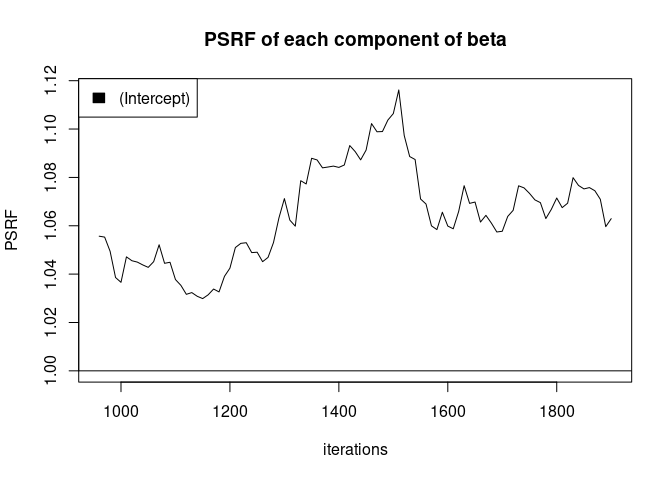 PSRF of each component of beta
(Intercept)
PSRF
1.12
1.10
1.08
1.06
1.04
1.02
1.00
1000 1200 1400 1600 1800
iterations